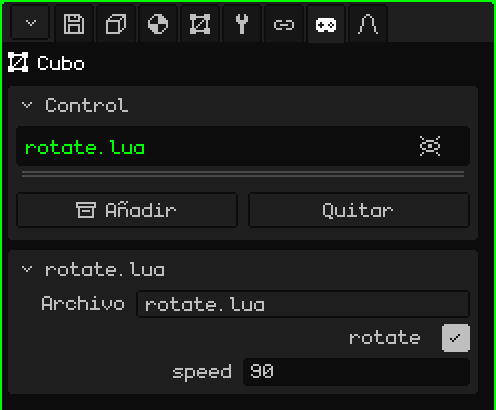 Cubo
Control
rotate.lua
Añadir Quitar
rotate.lua
Archivo rotate.lua
rotate
speed 90